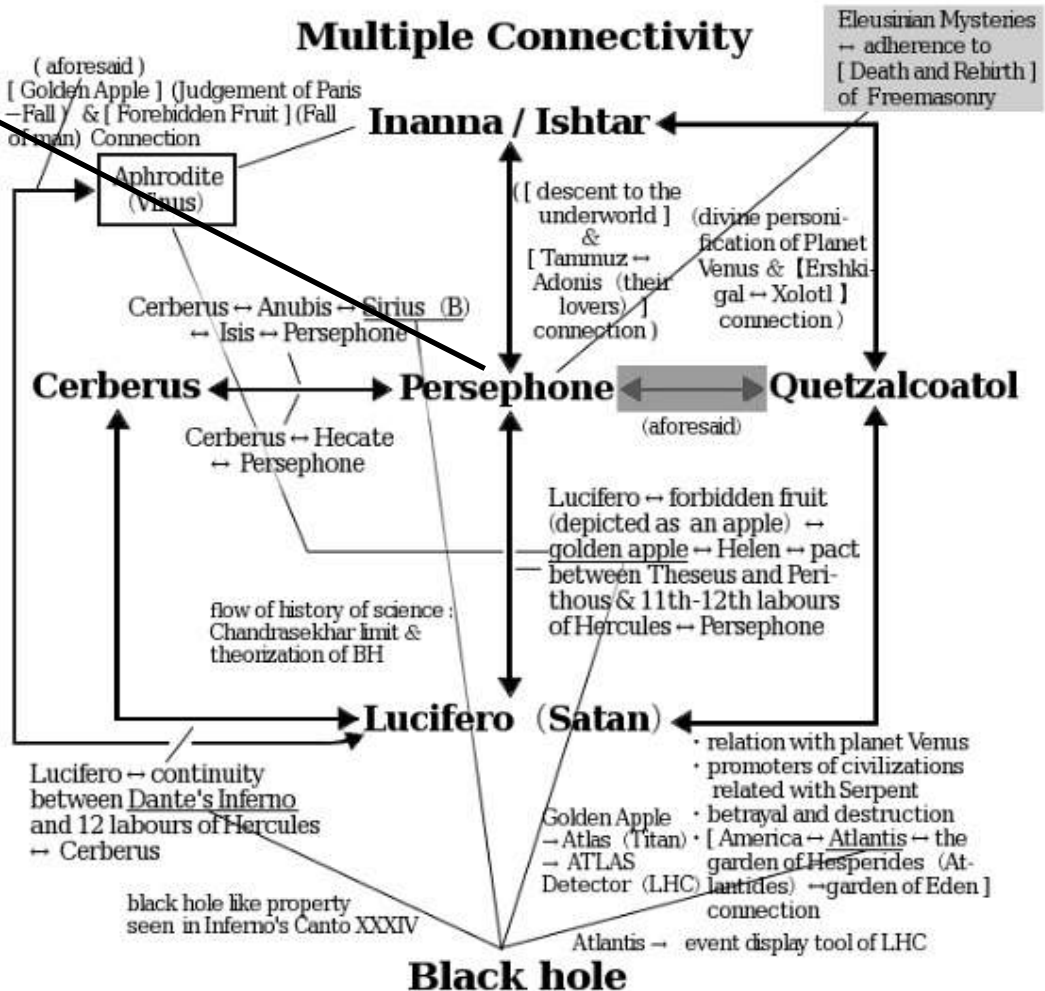 Multiple Connectivity
Eleusinian Mysteries
↔ adherence to
[ Death and Rebirth ]
of Freemasonry
( aforesaid )
[ Golden Apple ] (Judgement of Paris
−Fall ) & [ Forebidden Fruit ] (Fall
of man) Connection
Inanna / Ishtar
Aphrodite
(Vinus)
([ descent to the
underworld ]
&
[ Tammuz ↔
Adonis (their
lovers) ]
connection )
(divine personi-
fication of Planet
Venus & 【Ershki-
gal ↔ Xolotl 】
connection )
Cerberus ↔ Anubis ↔ Sirius (B)
↔ Isis ↔ Persephone
Cerberus
Persephone
Quetzalcoatol
(aforesaid)
Cerberus ↔ Hecate
↔ Persephone
Lucifero ↔ forbidden fruit
(depicted as an apple) ↔
golden apple ↔ Helen ↔ pact
between Theseus and Peri-
thous & 11th-12th labours
of Hercules ↔ Persephone
flow of history of science :
Chandrasekhar limit &
theorization of BH
Lucifero (Satan)
Lucifero ↔ continuity
between Dante's Inferno
and 12 labours of Hercules
↔ Cerberus
· relation with planet Venus
· promoters of civilizations
related with Serpent
· betrayal and destruction
· [ America ↔ Atlantis ↔ the
garden of Hesperides (At-
lantides) ↔garden of Eden ]
connection
Golden Apple
→ Atlas (Titan)
→ ATLAS
Detector (LHC)
black hole like property
seen in Inferno's Canto XXXIV
Atlantis → event display tool of LHC
Black hole